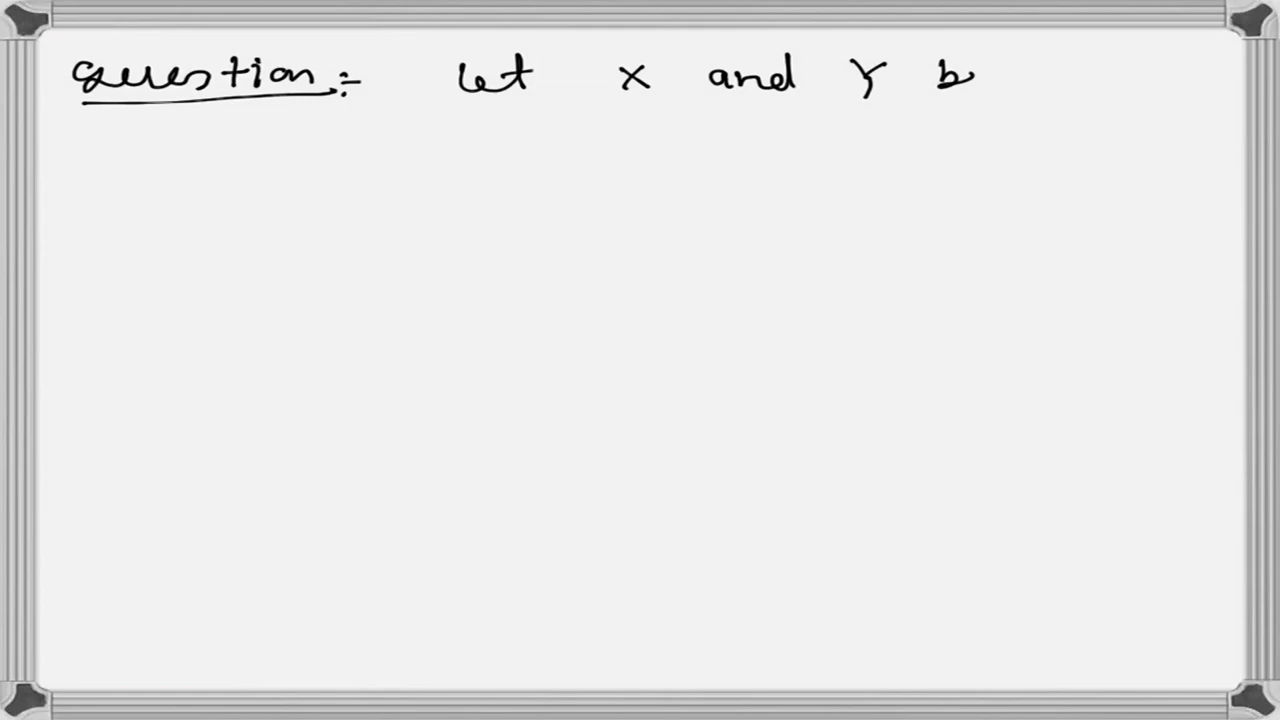 question :- let X and Y b